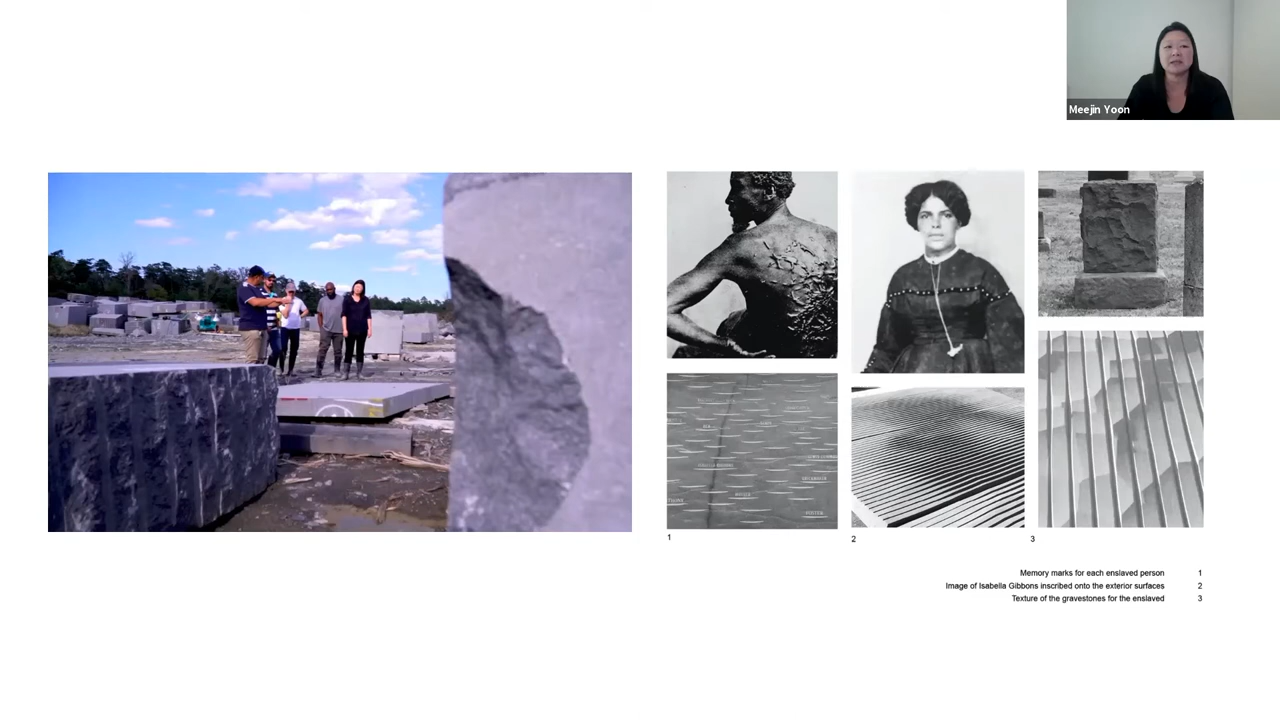 Meejin Yoon
1
2
3
Memory marks for each enslaved person 1
Image of Isabella Gibbons inscribed onto the exterior surfaces 2
Texture of the gravestones for the enslaved 3